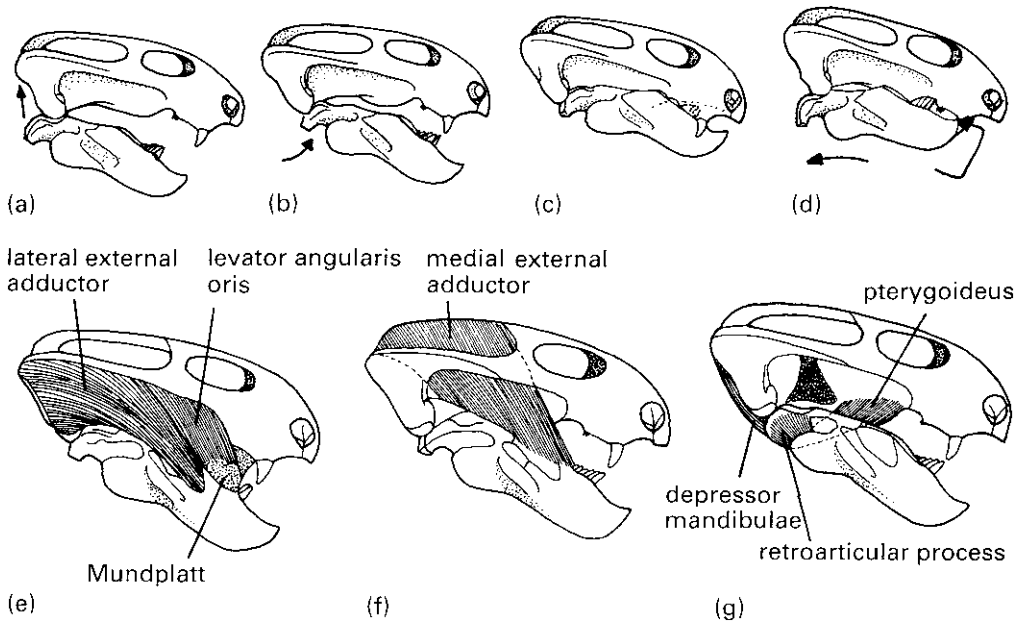 (a)
(b)
(c)
(d)
lateral external
adductor
levator angularis
oris
medial external
adductor
pterygoideus
Mundplatt
depressor
mandibulae
retroarticular process
(e)
(f)
(g)